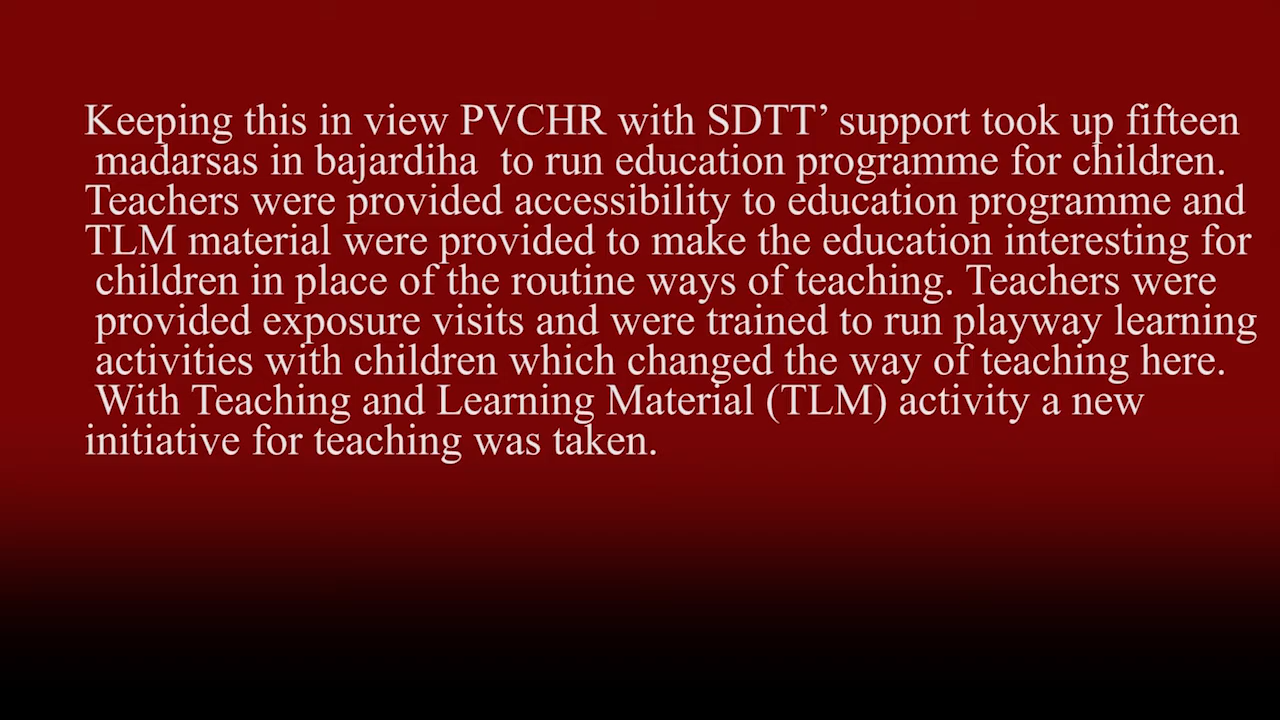 Keeping this in view PVCHR with SDTT’ support took up fifteen
madarsas in bajardiha  to run education programme for children.
Teachers were provided accessibility to education programme and
TLM material were provided to make the education interesting for
children in place of the routine ways of teaching. Teachers were
provided exposure visits and were trained to run playway learning
activities with children which changed the way of teaching here.
With Teaching and Learning Material (TLM) activity a new
initiative for teaching was taken.